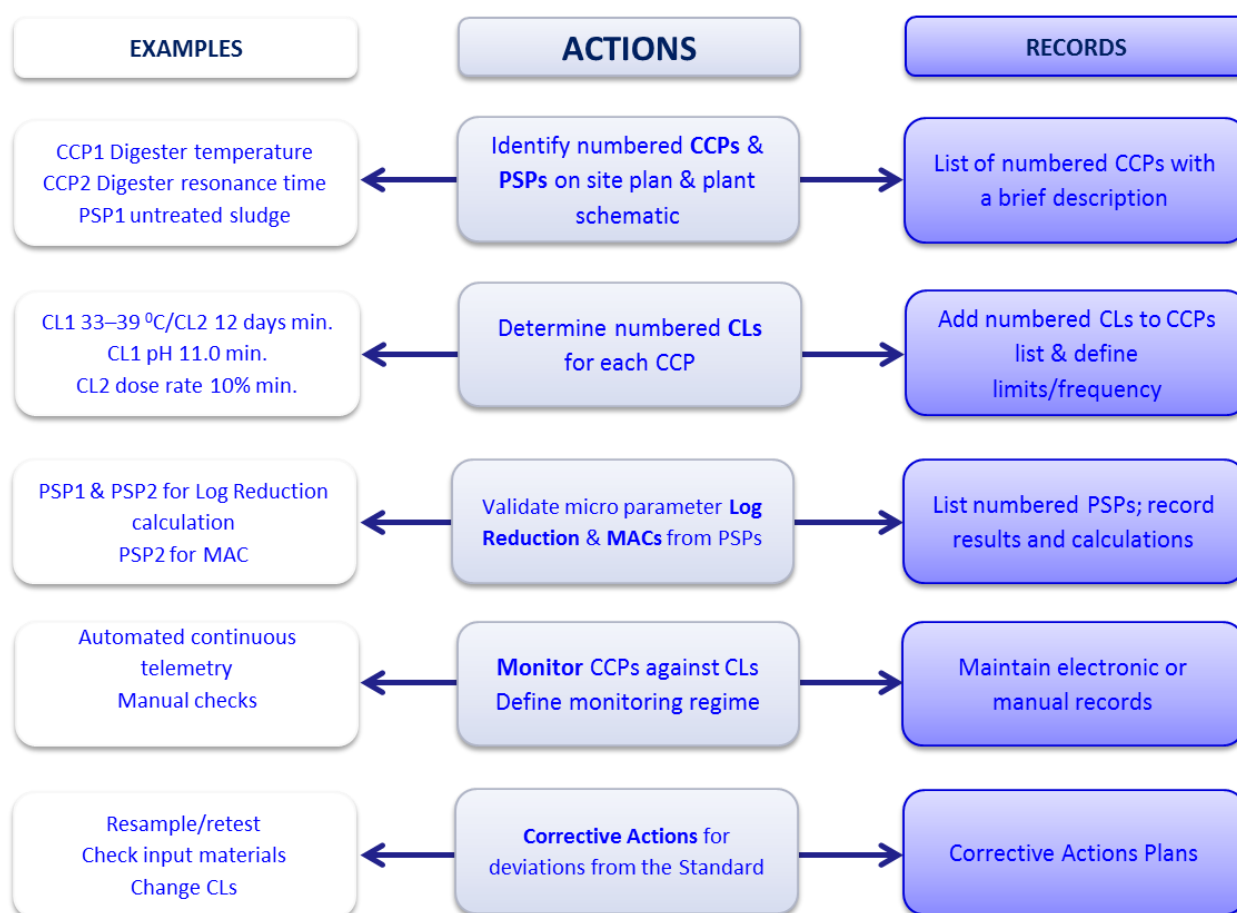 EXAMPLES
ACTIONS
RECORDS
CCP1 Digester temperature
CCP2 Digester resonance time
PSP1 untreated sludge
Identify numbered CCPs &
PSPs on site plan & plant
schematic
List of numbered CCPs with
a brief description
CL1 33–39 ⁰C/CL2 12 days min.
CL1 pH 11.0 min.
CL2 dose rate 10% min.
Determine numbered CLs
for each CCP
Add numbered CLs to CCPs
list & define
limits/frequency
PSP1 & PSP2 for Log Reduction
calculation
PSP2 for MAC
Validate micro parameter Log
Reduction & MACs from PSPs
List numbered PSPs; record
results and calculations
Automated continuous
telemetry
Manual checks
Monitor CCPs against CLs
Define monitoring regime
Maintain electronic or
manual records
Resample/retest
Check input materials
Change CLs
Corrective Actions for
deviations from the Standard
Corrective Actions Plans